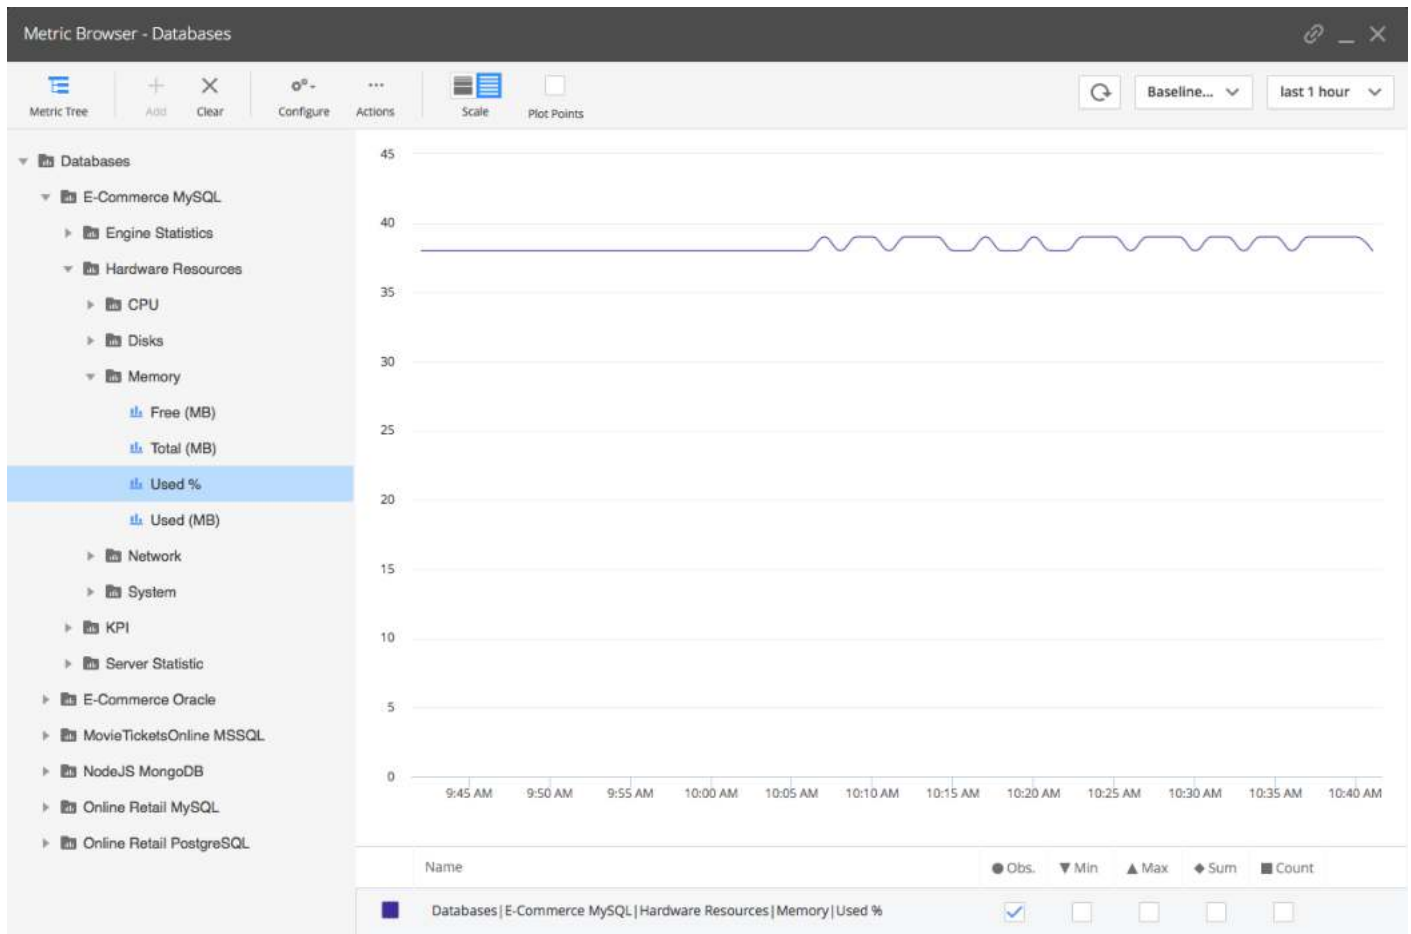 Metric Browser - Databases
Metric Tree
Add
Clear
Configure
Actions
Scale
Plot Points
Baseline...
last 1 hour
Databases
E-Commerce MySQL
Engine Statistics
Hardware Resources
CPU
Disks
Memory
Free (MB)
Total (MB)
Used %
Used (MB)
Network
System
KPI
Server Statistic
E-Commerce Oracle
MovieTicketsOnline MSSQL
NodeJS MongoDB
Online Retail MySQL
Online Retail PostgreSQL
45
40
35
30
25
20
15
10
5
0
9:45 AM 9:50 AM 9:55 AM 10:00 AM 10:05 AM 10:10 AM 10:15 AM 10:20 AM 10:25 AM 10:30 AM 10:35 AM 10:40 AM
Name Obs. Min Max Sum Count
Databases|E-Commerce MySQL|Hardware Resources|Memory|Used %